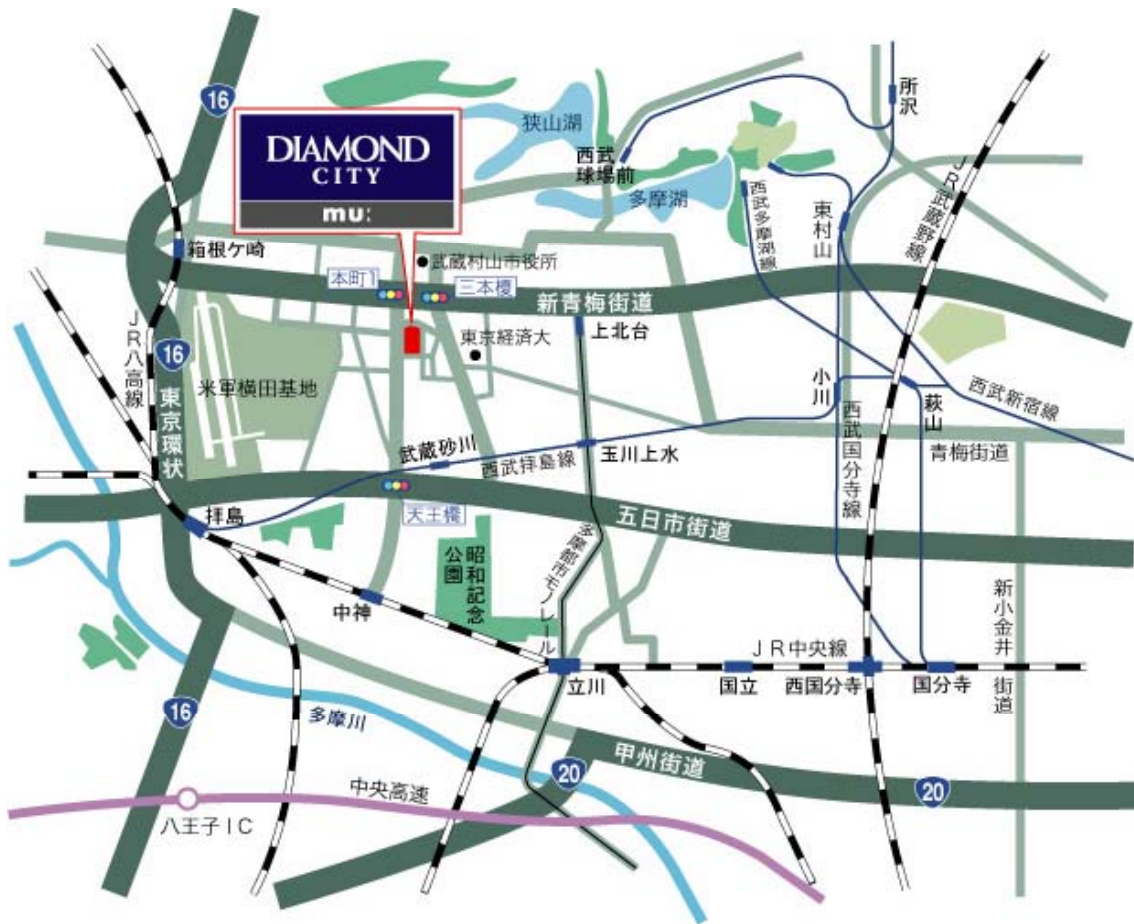 16
所沢
DIAMOND
CITY
mu:
狭山湖
西武
球場前
多摩湖
西武多摩湖線
東村山
JR武蔵野線
箱根ケ崎
武蔵村山市役所
本町1
三本榎
新青梅街道
上北台
東京経済大
JR八高線
16
米軍横田基地
東京環状
小川
萩山
西武新宿線
武蔵砂川
西武拝島線
玉川上水
西武国分寺線
青梅街道
天王橋
五日市街道
拝島
昭和記念
公園
多摩都市モノレール
中神
新小金井
街道
JR中央線
立川
国立
西国分寺
国分寺
16
多摩川
甲州街道
20
20
中央高速
八王子IC